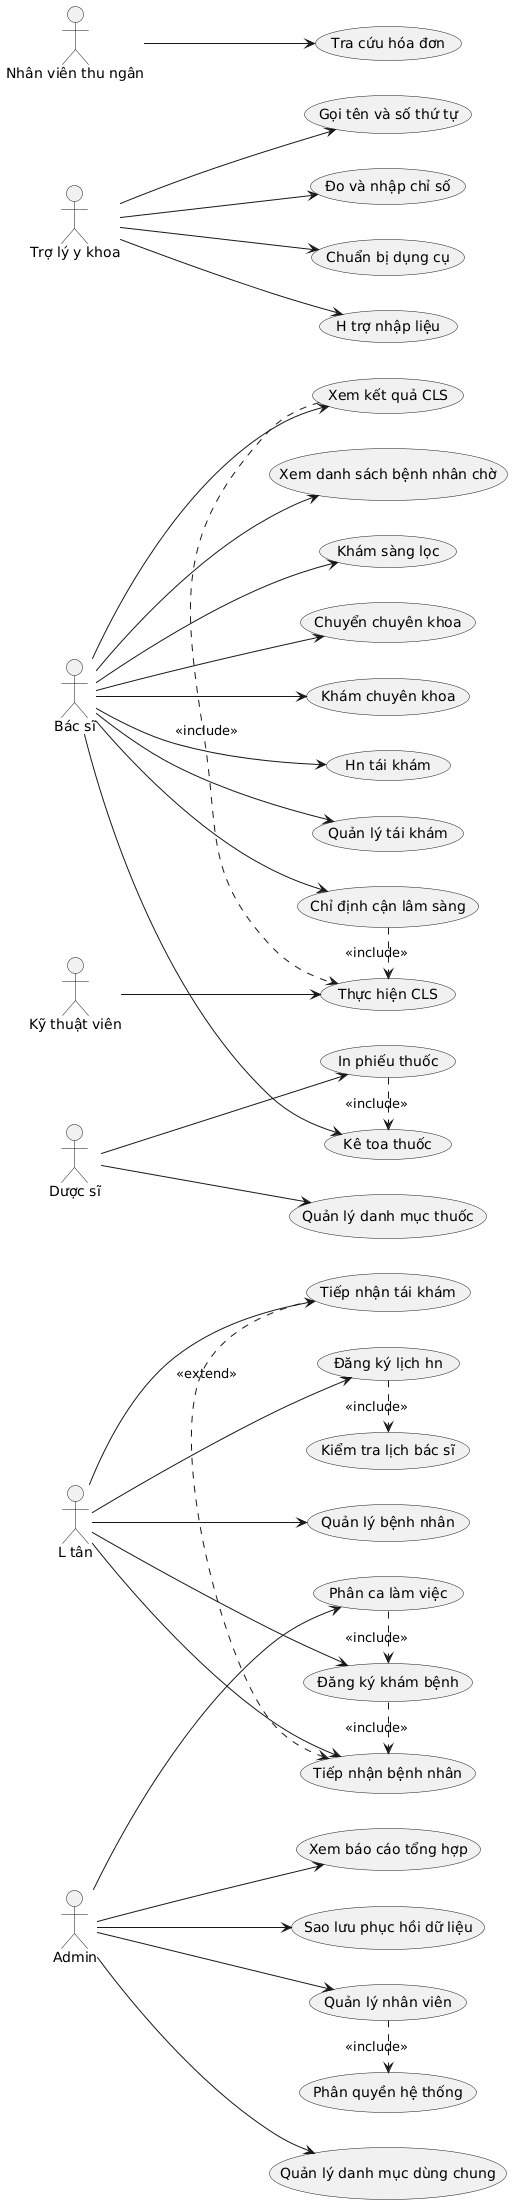 Nhân viên thu ngân
Tra cứu hóa đơn
Gọi tên và số thứ tự
Đo và nhập chỉ số
Trợ lý y khoa
Chuẩn bị dụng cụ
H trợ nhập liệu
Xem kết quả CLS
Xem danh sách bệnh nhân chờ
Khám sàng lọc
Chuyển chuyên khoa
Khám chuyên khoa
Bác sĩ
«include»
Hn tái khám
Quản lý tái khám
Chỉ định cận lâm sàng
«include»
Thực hiện CLS
Kỹ thuật viên
In phiếu thuốc
«include»
Kê toa thuốc
Dược sĩ
Quản lý danh mục thuốc
Tiếp nhận tái khám
«extend»
Đăng ký lịch hn
«include»
Kiểm tra lịch bác sĩ
Quản lý bệnh nhân
L tân
Phân ca làm việc
«include»
Đăng ký khám bệnh
«include»
Tiếp nhận bệnh nhân
Xem báo cáo tổng hợp
Sao lưu phục hồi dữ liệu
Admin
Quản lý nhân viên
«include»
Phân quyền hệ thống
Quản lý danh mục dùng chung